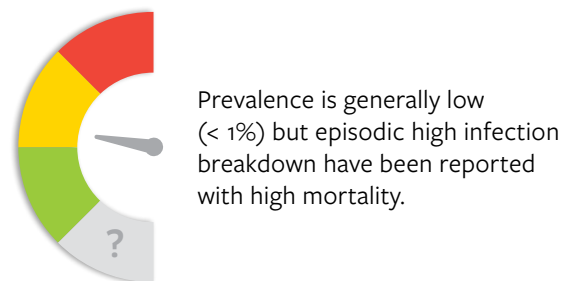 Prevalence is generally low
(< 1%) but episodic high infection
breakdown have been reported
with high mortality.
?